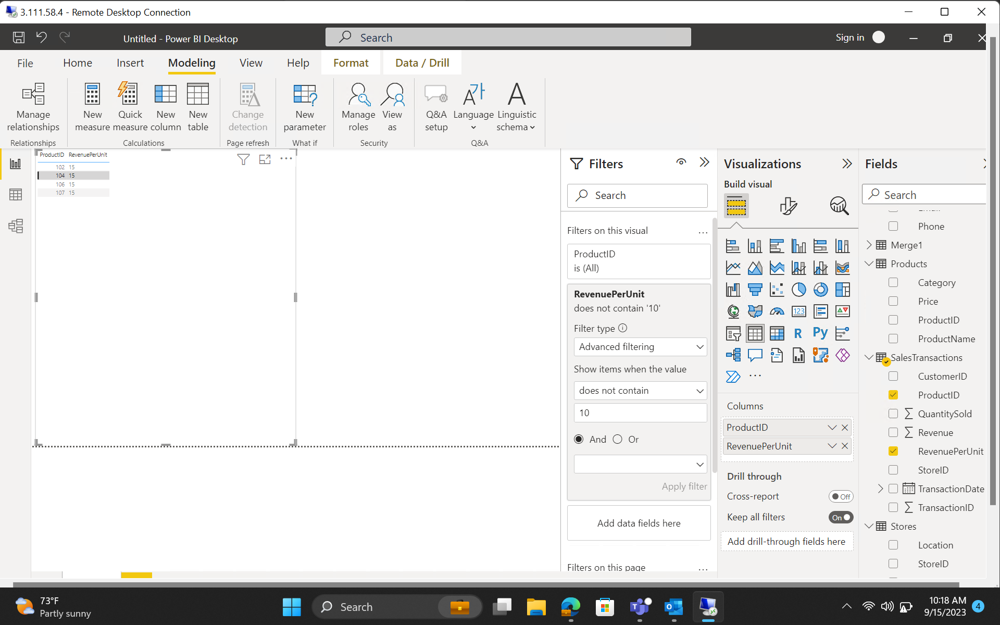 3.111.58.4 - Remote Desktop Connection
Untitled - Power BI Desktop
Search
Sign in
File
Home
Insert
Modeling
View
Help
Format
Data / Drill
Manage
relationships
New
measure
Quick
measure
New
column
New
table
Change
detection
New
parameter
Manage
roles
View
as
Q&A
setup
Language
Linguistic
schema
Relationships
Calculations
Page refresh
What if
Security
Q&A
ProductID RevenuePerUnit
102 15
104 15
106 15
107 15
Filters
Search
Filters on this visual
...
ProductID
is (All)
RevenuePerUnit
does not contain '10'
Filter type
Advanced filtering
Show items when the value
does not contain
10
And
Or
Apply filter
Add data fields here
Filters on this page
...
Visualizations
Build visual
123
R
Py
...
Columns
ProductID
RevenuePerUnit
Drill through
Cross-report
Off
Keep all filters
On
Add drill-through fields here
Fields
Search
Phone
Merge1
Products
Category
Price
ProductID
ProductName
SalesTransactions
CustomerID
ProductID
QuantitySold
Revenue
RevenuePerUnit
StoreID
TransactionDate
TransactionID
Stores
Location
StoreID
73°F
Partly sunny
Search
10:18 AM
9/15/2023
4